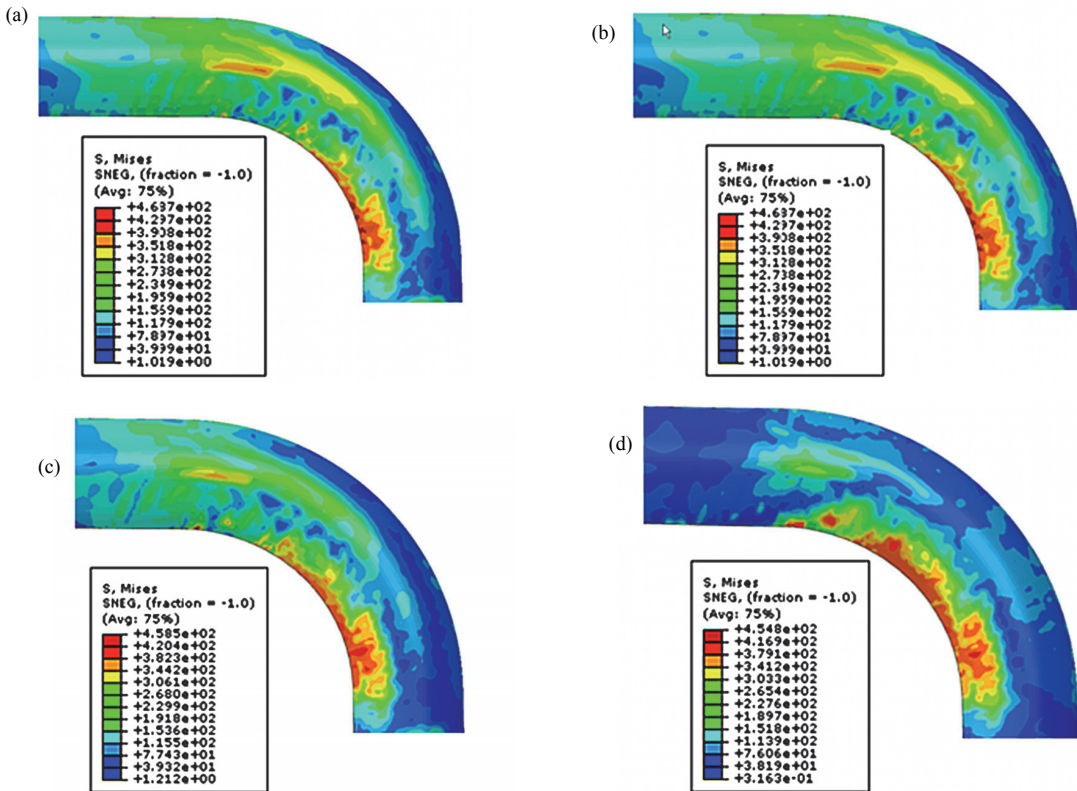 (a)
S, Mises
SNEG, (fraction = -1.0)
(Avg: 75%)
+4.687e+02
+4.297e+02
+3.908e+02
+3.518e+02
+3.128e+02
+2.738e+02
+2.349e+02
+1.959e+02
+1.569e+02
+1.179e+02
+7.897e+01
+3.999e+01
+1.019e+00
(b)
S, Mises
SNEG, (fraction = -1.0)
(Avg: 75%)
+4.687e+02
+4.297e+02
+3.908e+02
+3.518e+02
+3.128e+02
+2.738e+02
+2.349e+02
+1.959e+02
+1.569e+02
+1.179e+02
+7.897e+01
+3.999e+01
+1.019e+00
(c)
S, Mises
SNEG, (fraction = -1.0)
(Avg: 75%)
+4.585e+02
+4.204e+02
+3.823e+02
+3.442e+02
+3.061e+02
+2.680e+02
+2.299e+02
+1.918e+02
+1.536e+02
+1.155e+02
+7.743e+01
+3.932e+01
+1.212e+00
(d)
S, Mises
SNEG, (fraction = -1.0)
(Avg: 75%)
+4.548e+02
+4.169e+02
+3.791e+02
+3.412e+02
+3.033e+02
+2.654e+02
+2.276e+02
+1.897e+02
+1.518e+02
+1.139e+02
+7.606e+01
+3.819e+01
+3.163e-01